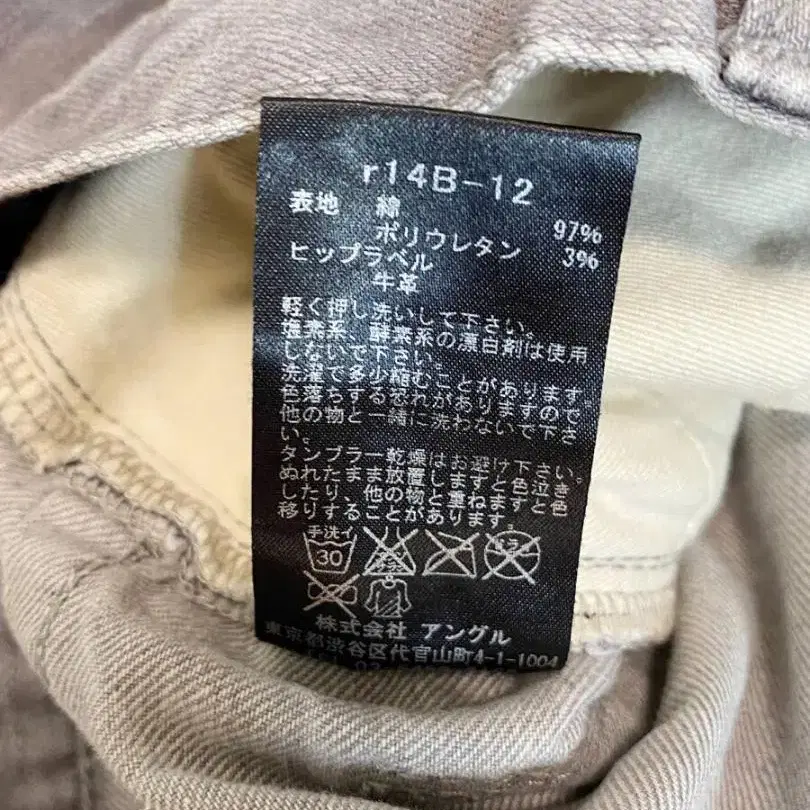 r14B-12
表地 綿 97%
ポリウレタン 3%
ヒップラベル
牛革
軽く押し洗いして下さい。
塩素系、酵素系の漂白剤は使用
しないで下さい。
洗濯で多少縮むことがあります
色落ちする恐れがありますので
他の物と一緒に洗わないで下さ
い。
タンブラー乾燥はお避け下さい。
ぬれたまま放置しますと色泣き
したり、他の物と重ねますと色
移りすることがあります。
手洗イ
30
株式会社 アングル
東京都渋谷区代官山町4-1-1004